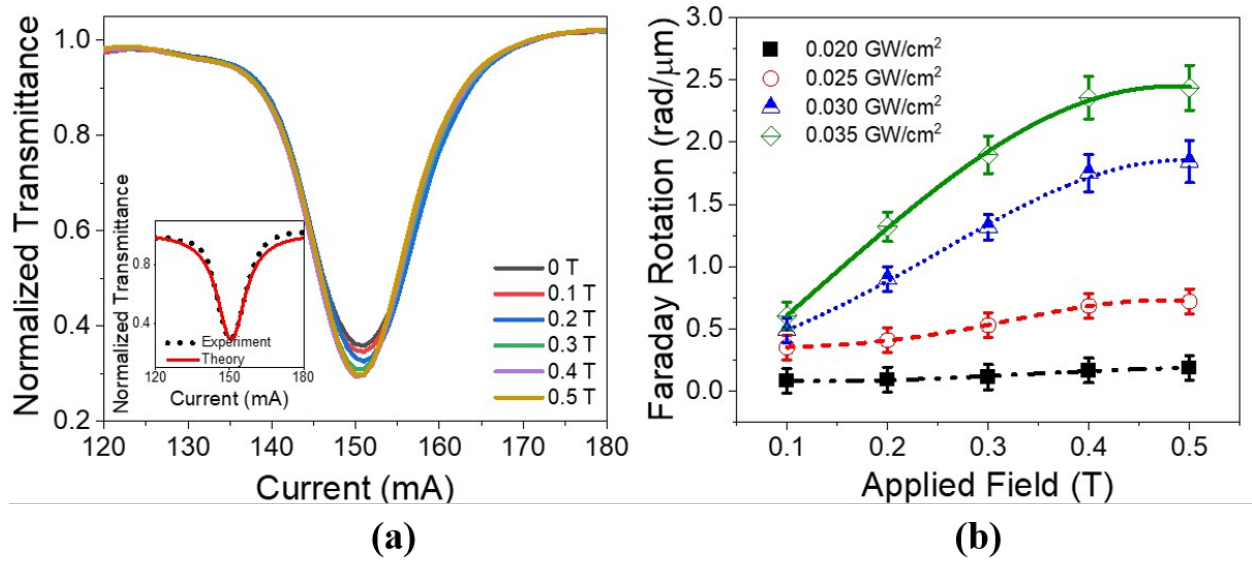 Normalized Transmittance
1.0
0.8
0.6
0.4
0.2
120 130 140 150 160 170 180
Current (mA)
0 T
0.1 T
0.2 T
0.3 T
0.4 T
0.5 T
Normalized Transmittance
0.8
0.4
Experiment
Theory
120 150 180
Current (mA)
(a)
Faraday Rotation (rad/μm)
3.0
2.5
2.0
1.5
1.0
0.5
0.0
0.020 GW/cm²
0.025 GW/cm²
0.030 GW/cm²
0.035 GW/cm²
0.1 0.2 0.3 0.4 0.5
Applied Field (T)
(b)